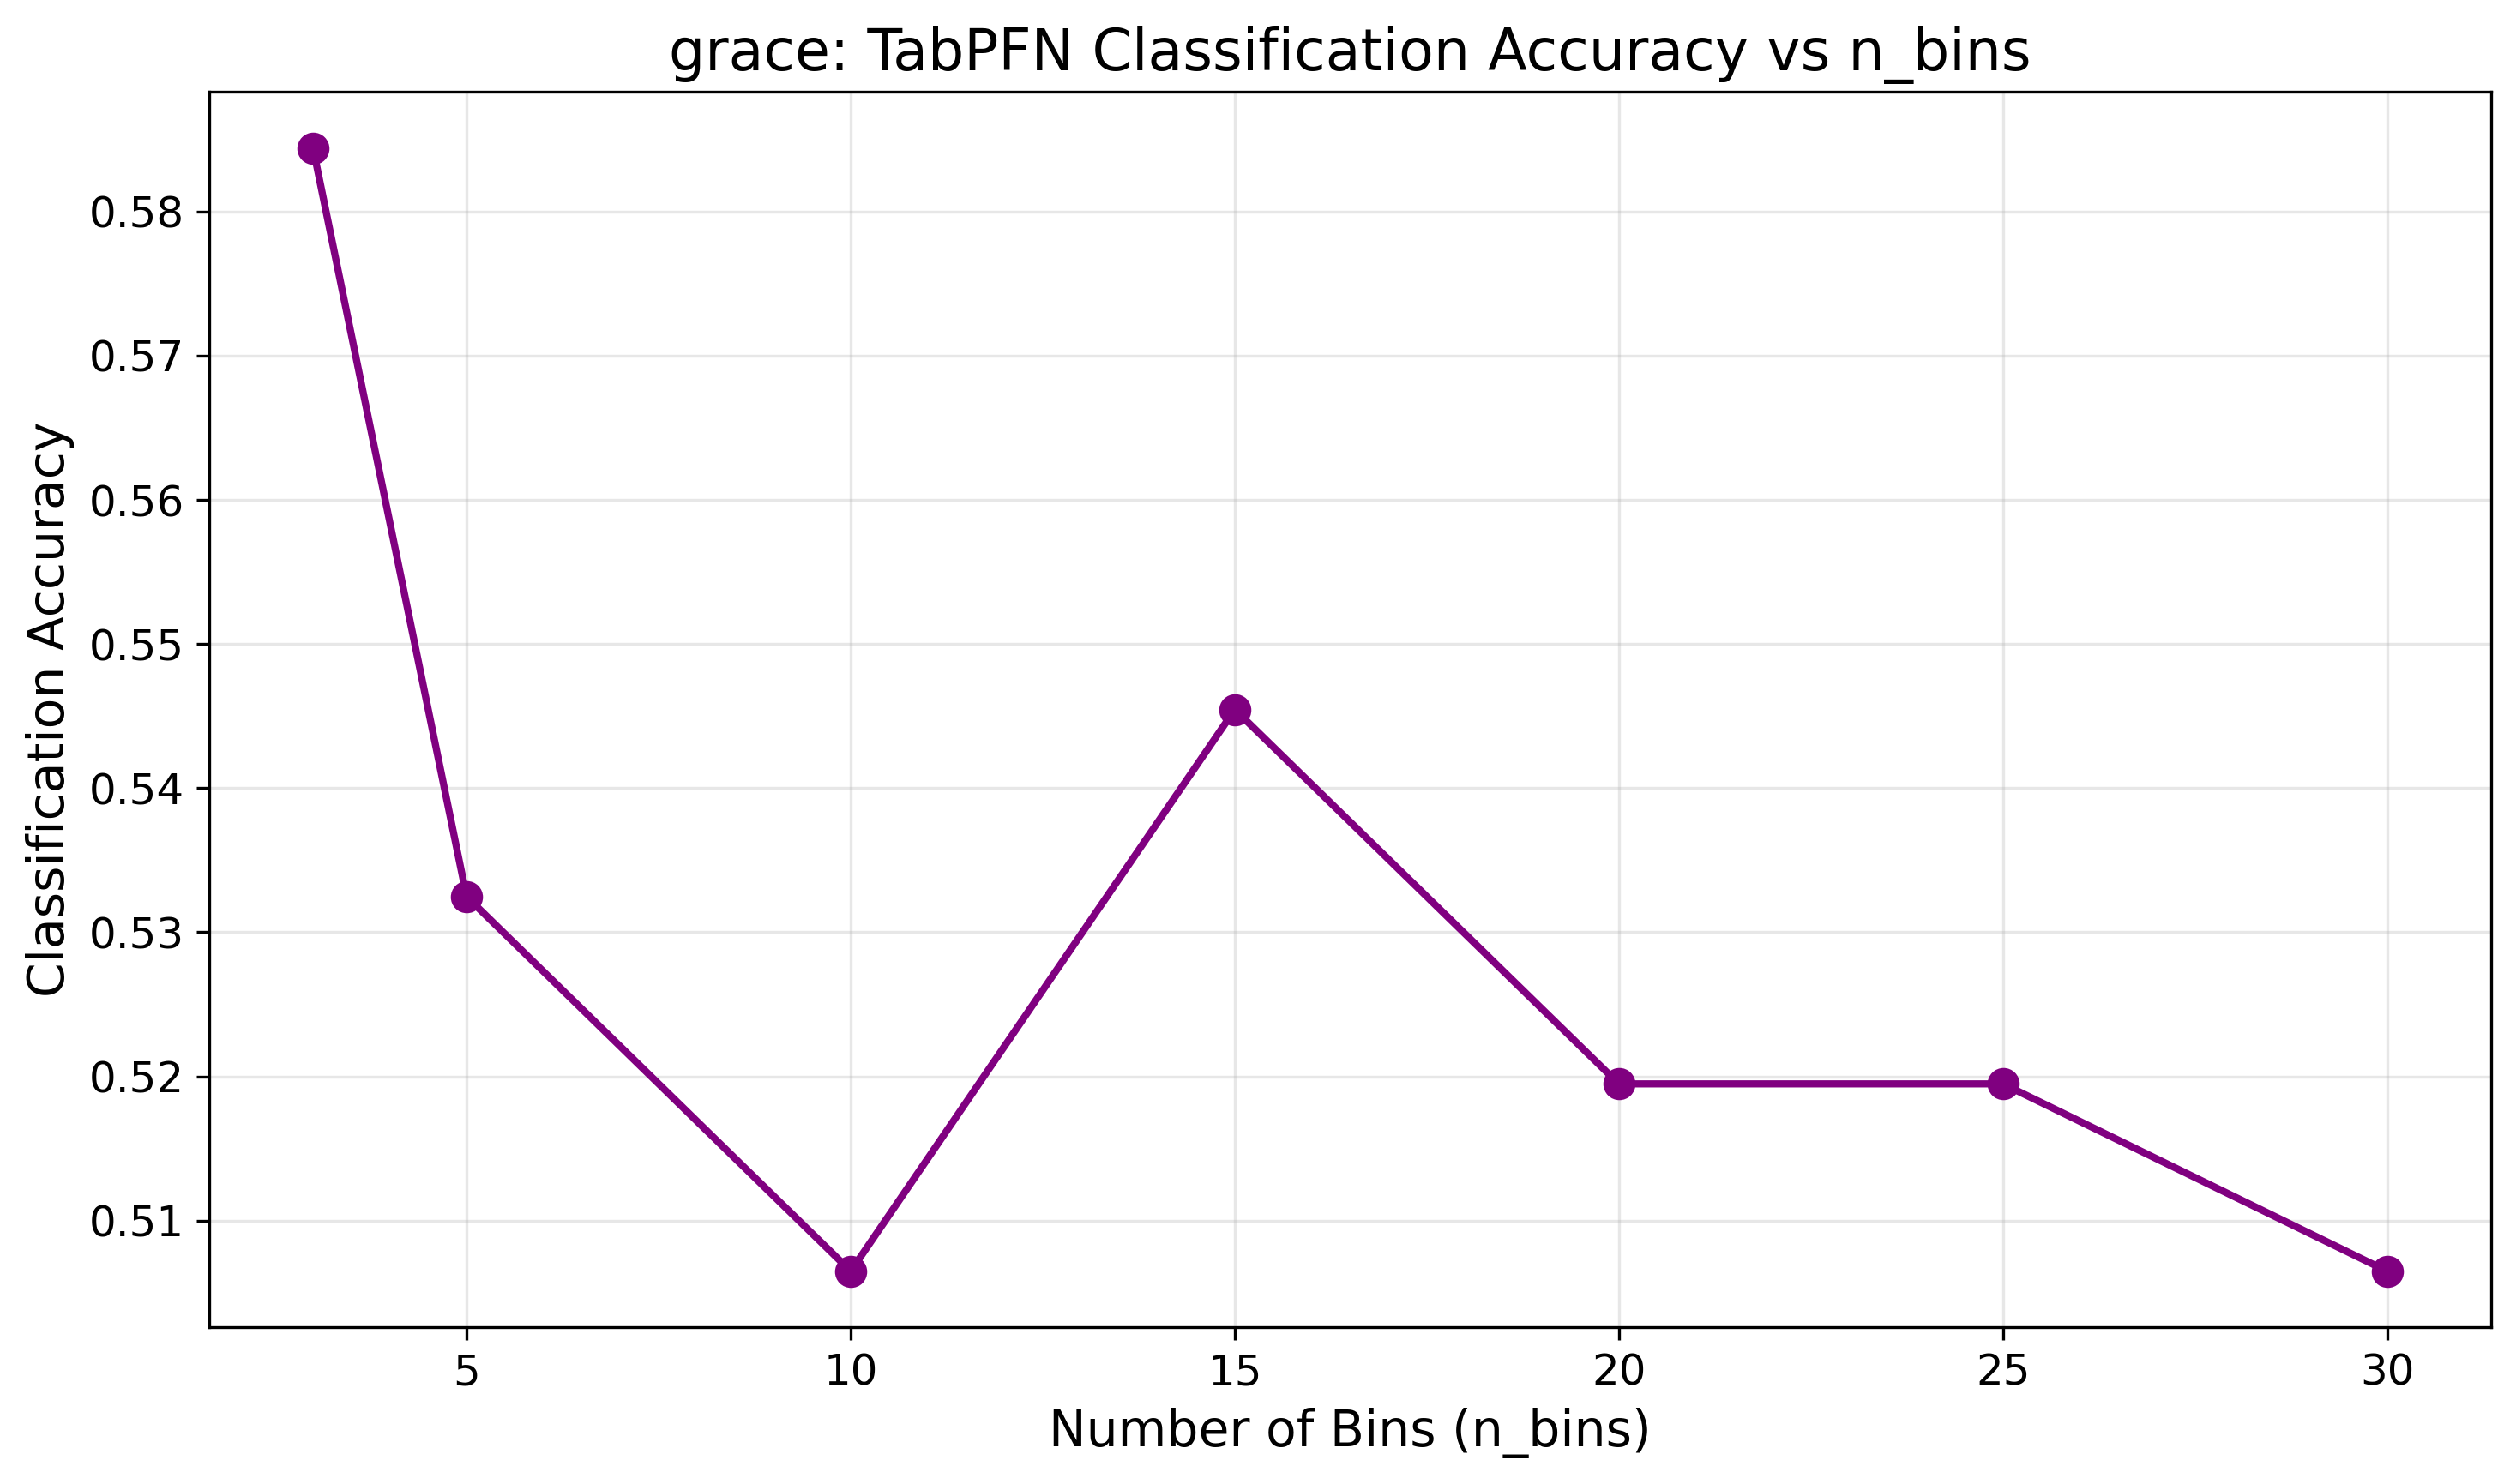 grace: TabPFN Classification Accuracy vs n_bins
Classification Accuracy
0.58
0.57
0.56
0.55
0.54
0.53
0.52
0.51
5 10 15 20 25 30
Number of Bins (n_bins)